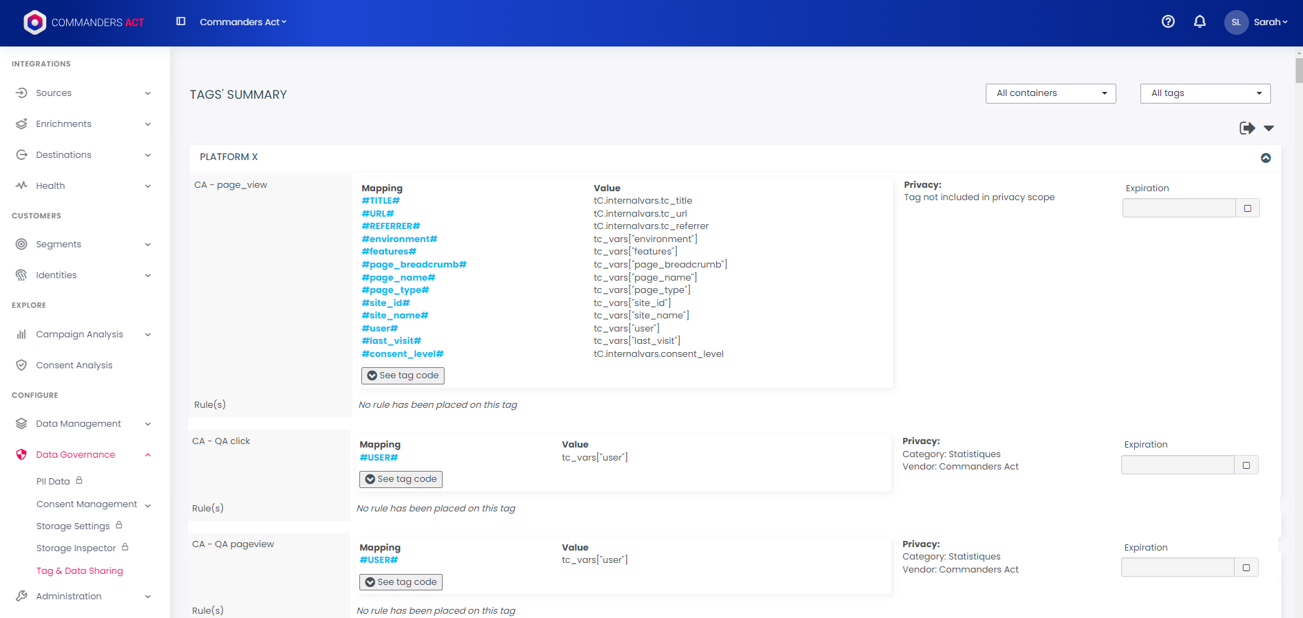 COMMANDERS ACT
Commanders Act
SL
Sarah
INTEGRATIONS
Sources
Enrichments
Destinations
Health
CUSTOMERS
Segments
Identities
EXPLORE
Campaign Analysis
Consent Analysis
CONFIGURE
Data Management
Data Governance
PII Data
Consent Management
Storage Settings
Storage Inspector
Tag & Data Sharing
Administration
TAGS' SUMMARY
All containers
All tags
PLATFORM X
CA - page_view
Mapping Value
#TITLE# tC.internalvars.tc_title
#URL# tC.internalvars.tc_url
#REFERRER# tC.internalvars.tc_referrer
#environment# tc_vars["environment"]
#features# tc_vars["features"]
#page_breadcrumb# tc_vars["page_breadcrumb"]
#page_name# tc_vars["page_name"]
#page_type# tc_vars["page_type"]
#site_id# tc_vars["site_id"]
#site_name# tc_vars["site_name"]
#user# tc_vars["user"]
#last_visit# tc_vars["last_visit"]
#consent_level# tC.internalvars.consent_level
See tag code
Privacy:
Tag not included in privacy scope
Expiration
Rule(s) No rule has been placed on this tag
CA - QA click
Mapping Value
#USER# tc_vars["user"]
See tag code
Privacy:
Category: Statistiques
Vendor: Commanders Act
Expiration
Rule(s) No rule has been placed on this tag
CA - QA pageview
Mapping Value
#USER# tc_vars["user"]
See tag code
Privacy:
Category: Statistiques
Vendor: Commanders Act
Expiration
Rule(s) No rule has been placed on this tag